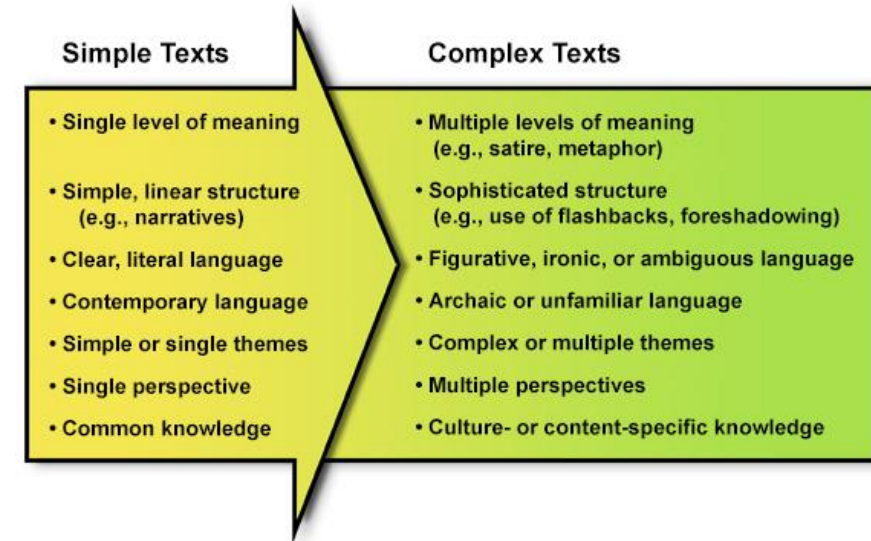 Simple Texts
• Single level of meaning
• Simple, linear structure
(e.g., narratives)
• Clear, literal language
• Contemporary language
• Simple or single themes
• Single perspective
• Common knowledge
Complex Texts
• Multiple levels of meaning
(e.g., satire, metaphor)
• Sophisticated structure
(e.g., use of flashbacks, foreshadowing)
• Figurative, ironic, or ambiguous language
• Archaic or unfamiliar language
• Complex or multiple themes
• Multiple perspectives
• Culture- or content-specific knowledge